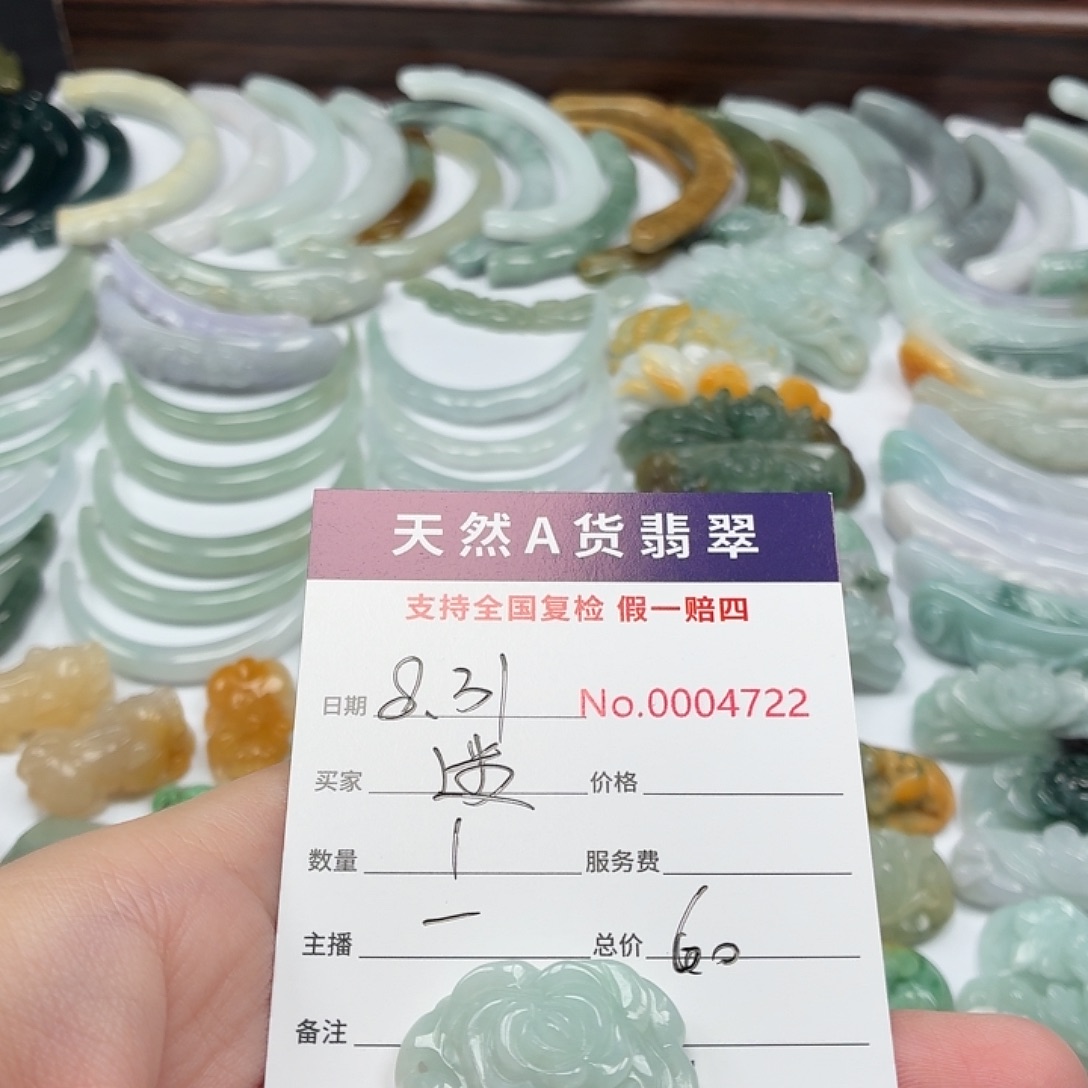 天然A货翡翠
支持全国复检 假一赔四
日期 8.31 No.0004722
买家 价格
数量 1 服务费
主播 一 总价 60
备注